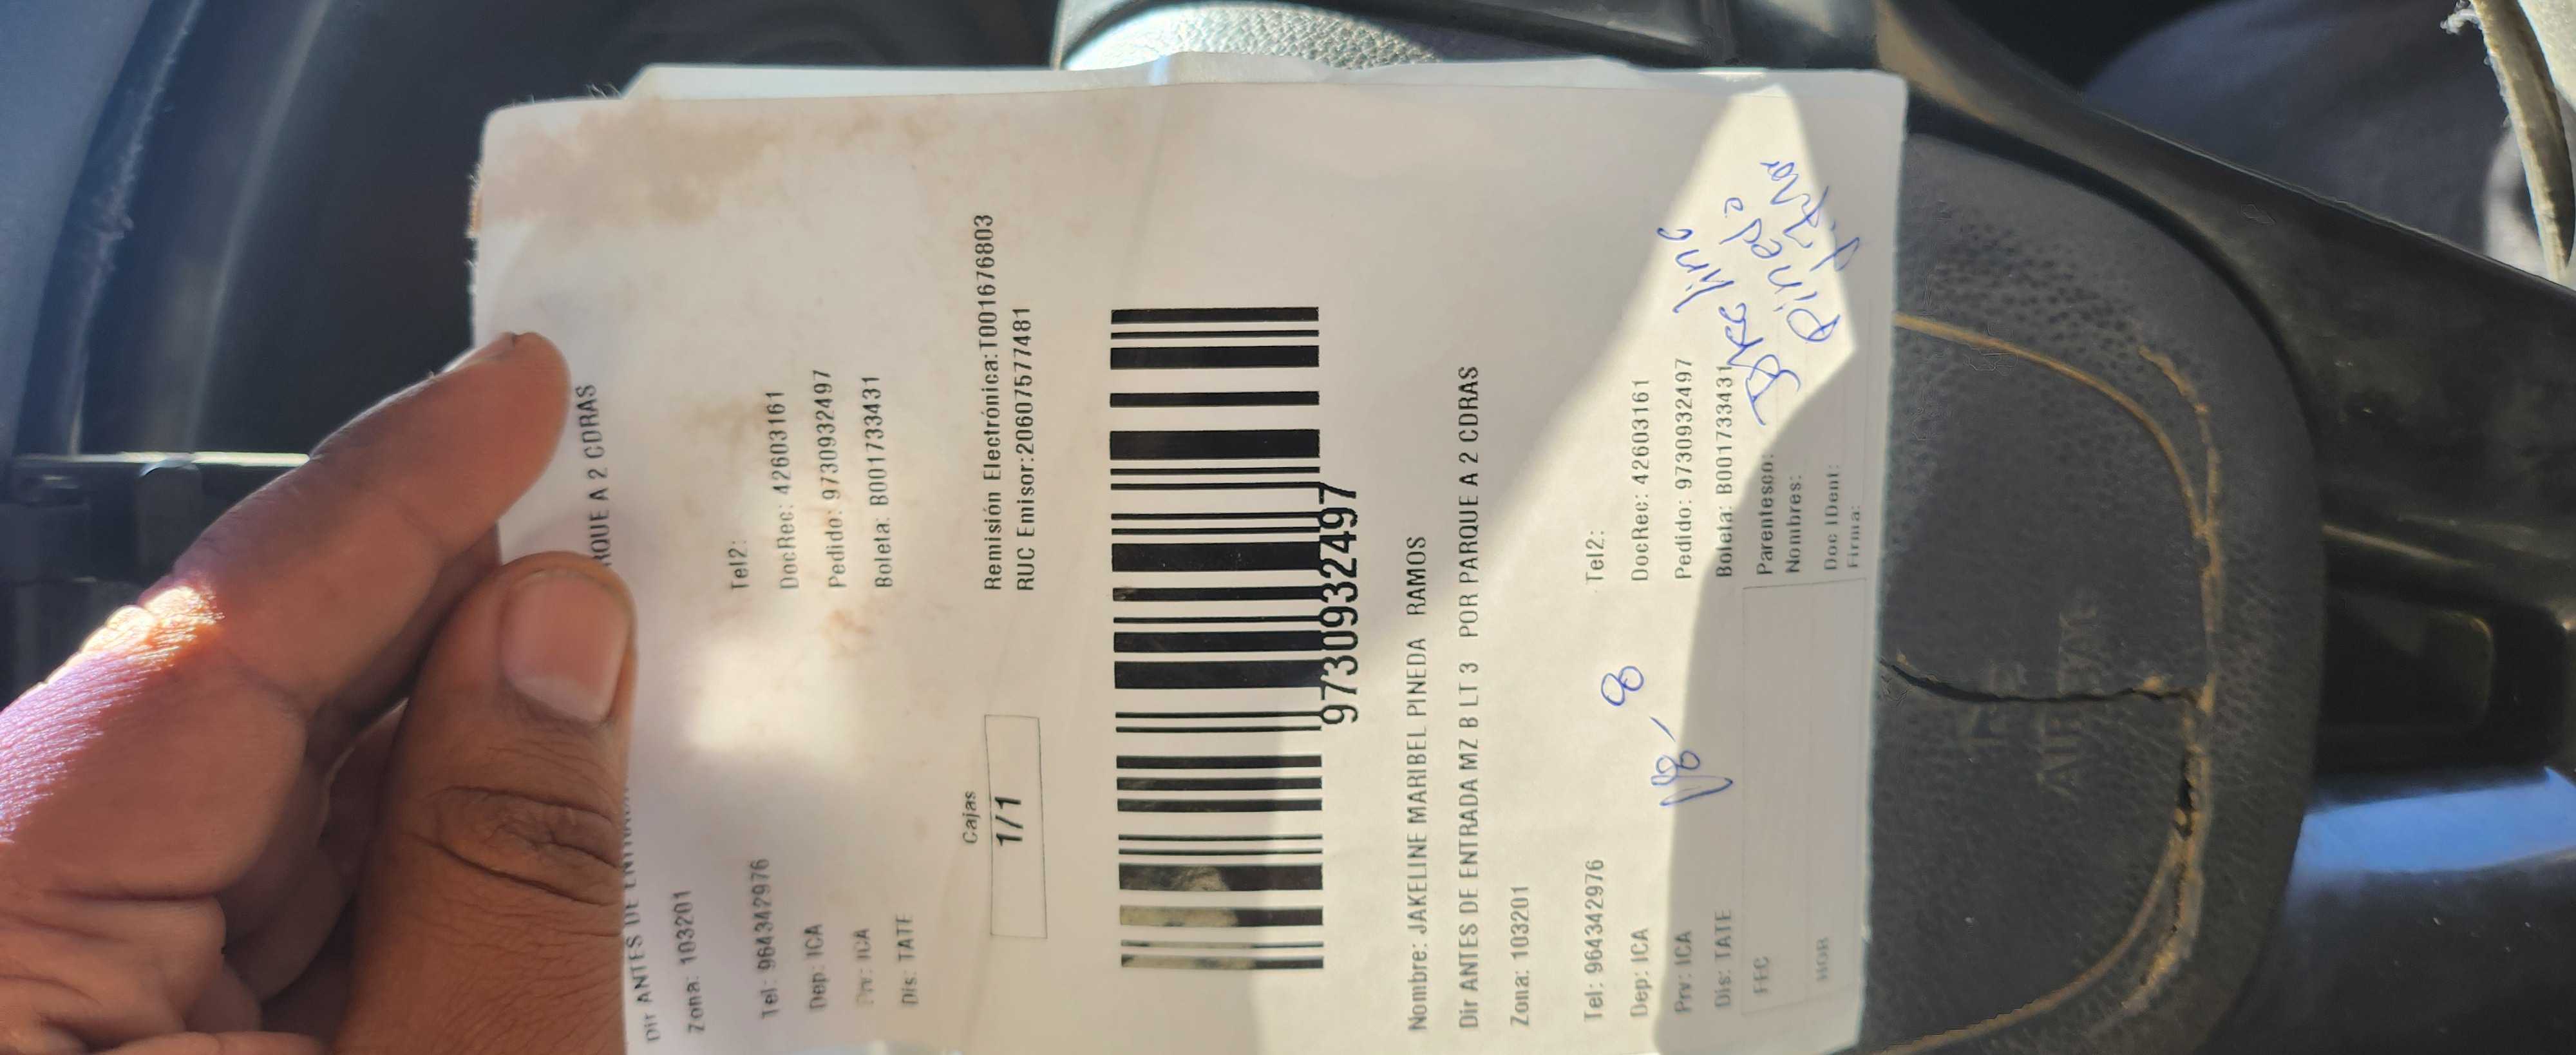 Dir ANTES DE
RQUE A 2 CDRAS
Zona: 103201
Tel: 964342976
Tel2:
Dep: ICA
DocRec: 42603161
Prv: ICA
Pedido: 9730932497
Dis: TATE
Boleta: B001733431
Cajas
1/1
Remisión Electrónica:T001676803
RUC Emisor:20607577481
9730932497
Nombre: JAKELINE MARIBEL PINEDA RAMOS
Dir ANTES DE ENTRADA MZ B LT 3 POR PARQUE A 2 CDRAS
Zona: 103201
Tel: 964342976
Tel2:
Dep: ICA
DocRec: 42603161
Prv: ICA
Pedido: 9730932497
Dis: TATE
Boleta: B001733431
FEC
Parentesco:
Nombres:
Pineda
HOR
Doc IDent:
Firma:
AIRBAG